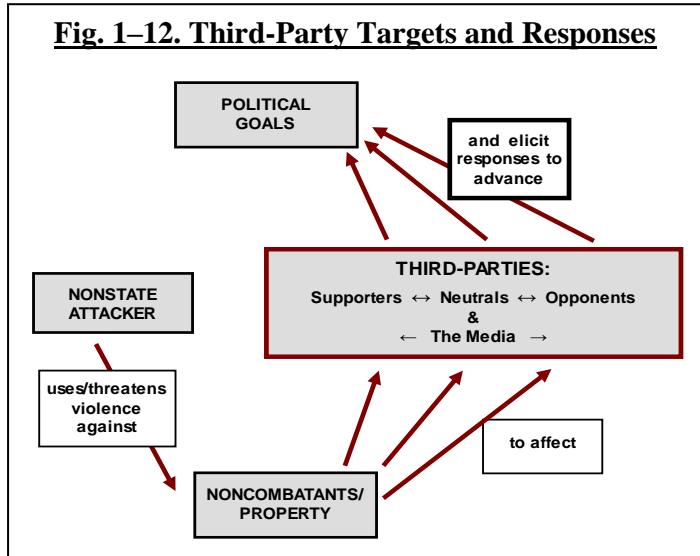 Fig. 1–12. Third-Party Targets and Responses
POLITICAL
GOALS
and elicit
responses to
advance
THIRD-PARTIES:
Supporters ↔ Neutrals ↔ Opponents
&
← The Media →
NONSTATE
ATTACKER
uses/threatens
violence
against
to affect
NONCOMBATANTS/
PROPERTY